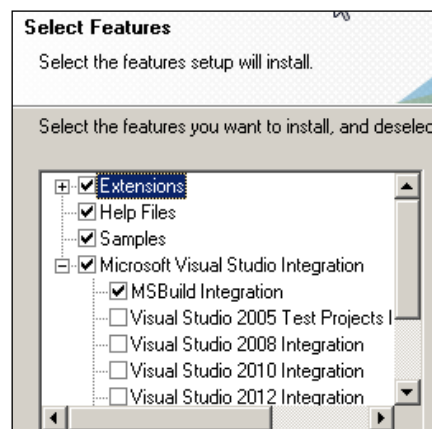 Select Features
Select the features setup will install.
Select the features you want to install, and deselec
Extensions
Help Files
Samples
Microsoft Visual Studio Integration
MSBuild Integration
Visual Studio 2005 Test Projects I
Visual Studio 2008 Integration
Visual Studio 2010 Integration
Visual Studio 2012 Integration